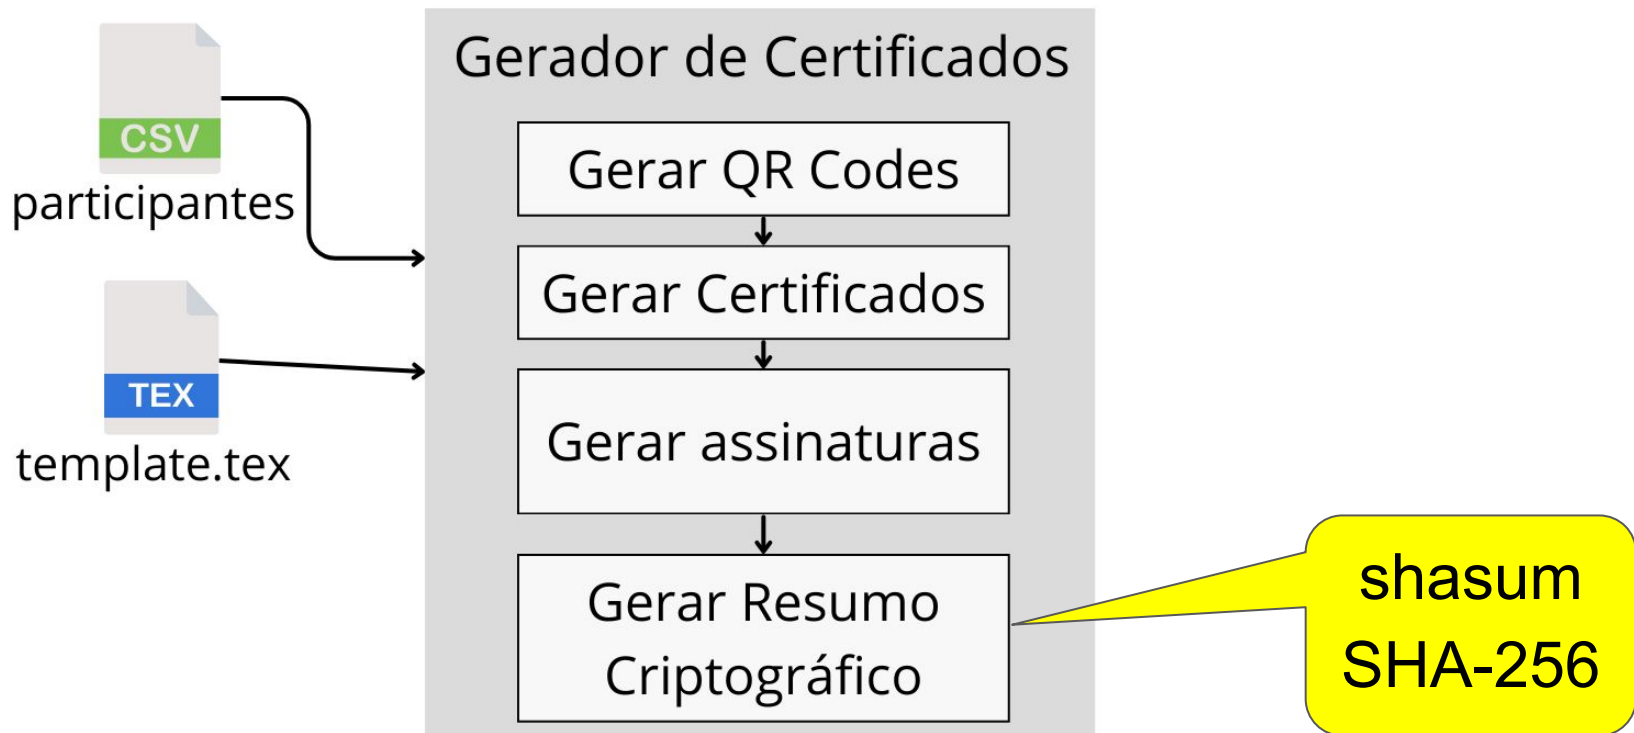 Gerador de Certificados
CSV
participantes
TEX
template.tex
Gerar QR Codes
Gerar Certificados
Gerar assinaturas
Gerar Resumo
Criptográfico
shasum
SHA-256